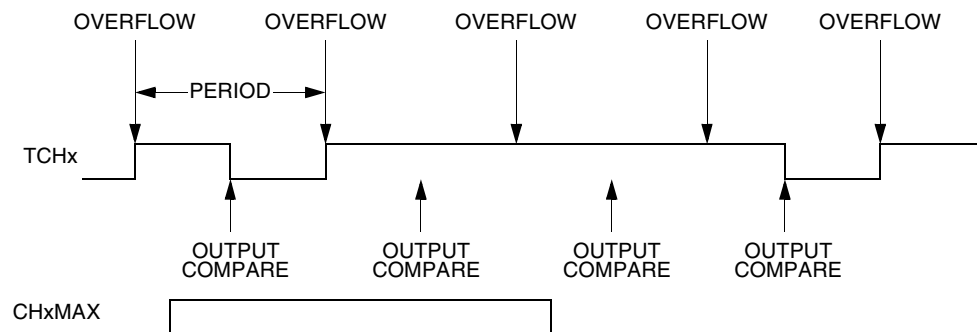 OVERFLOW OVERFLOW OVERFLOW OVERFLOW OVERFLOW
PERIOD
TCHx
OUTPUT COMPARE
OUTPUT COMPARE
OUTPUT COMPARE
OUTPUT COMPARE
CHxMAX